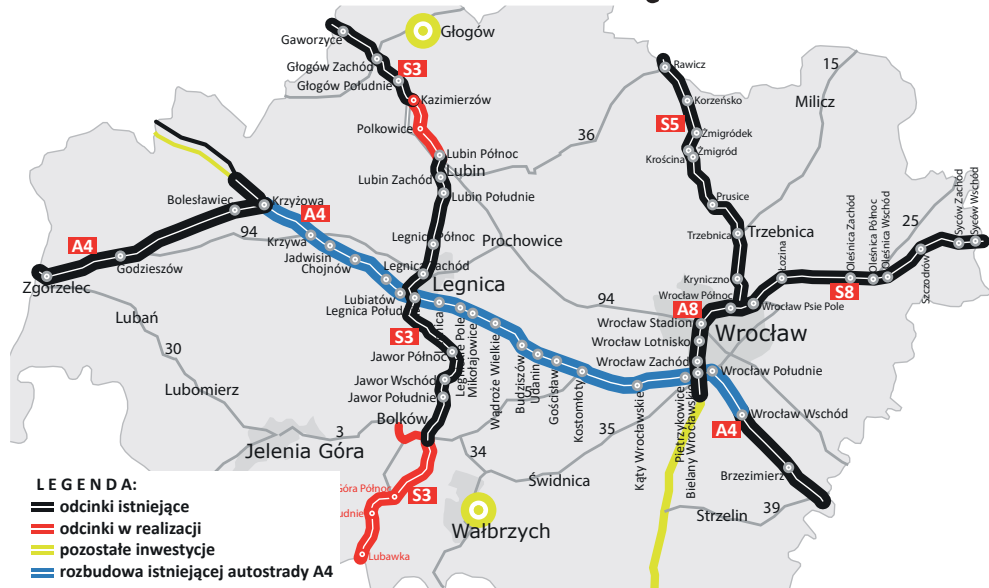 Gaworzyce
Głogów
Głogów Zachód
S3
Głogów Południe
Kazimierzów
Polkowice
Lubin Północ
Lubin
Lubin Zachód
Lubin Południe
36
Rawicz
15
Milicz
Korzeńsko
S5
Żmigródek
Żmigród
Krościna
Prusice
Trzebnica
Trzebnica
Syców Zachód
Syców Wschód
25
Oleśnica Zachód
Oleśnica Północ
Oleśnica Wschód
Szczodrów
Łozina
S8
Bolesławiec
Krzyżowa
A4
94
Krzywa
Jadwisin
Chojnów
A4
Godzieszów
Zgorzelec
Legnica Północ
Prochowice
Legnica Zachód
Legnica
Lubiatów
Legnica Połud
94
Kryniczno
Wrocław Północ
Wrocław Psie Pole
A8
Wrocław Stadion
Wrocław
Wrocław Lotnisko
Wrocław Zachód
Wrocław Południe
Lubań
30
Lubomierz
S3
Jawor Północ
Jawor Wschód
Jawor Południe
Bolków
Mikołajowice
Wądroże Wielkie
Budziszów
Udanin
Gościsław
Kostomłoty
5
Kąty Wrocławskie
Pietrzykowice
Bielany Wrocławskie
Wrocław Wschód
A4
Brzezimierz
39
Strzelin
35
3
Jelenia Góra
34
Świdnica
Góra Północ
S3
udnie
Lubawka
Wałbrzych
LEGENDA:
odcinki istniejące
odcinki w realizacji
pozostałe inwestycje
rozbudowa istniejącej autostrady A4